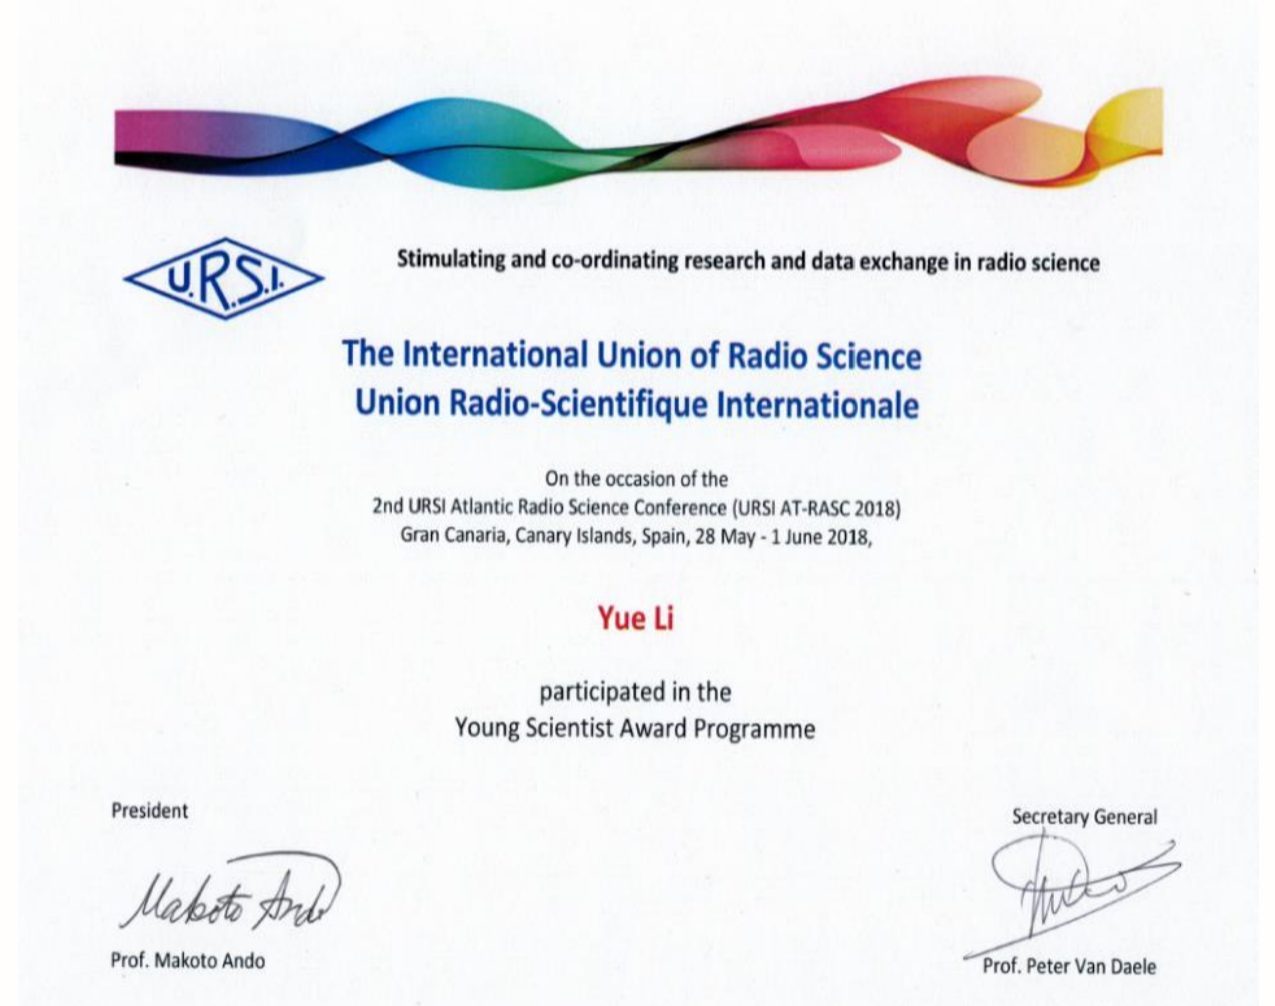 U.R.S.I.
Stimulating and co-ordinating research and data exchange in radio science
The International Union of Radio Science
Union Radio-Scientifique Internationale
On the occasion of the
2nd URSI Atlantic Radio Science Conference (URSI AT-RASC 2018)
Gran Canaria, Canary Islands, Spain, 28 May - 1 June 2018,
Yue Li
participated in the
Young Scientist Award Programme
President
Secretary General
Makoto Ando
Prof. Makoto Ando
Prof. Peter Van Daele